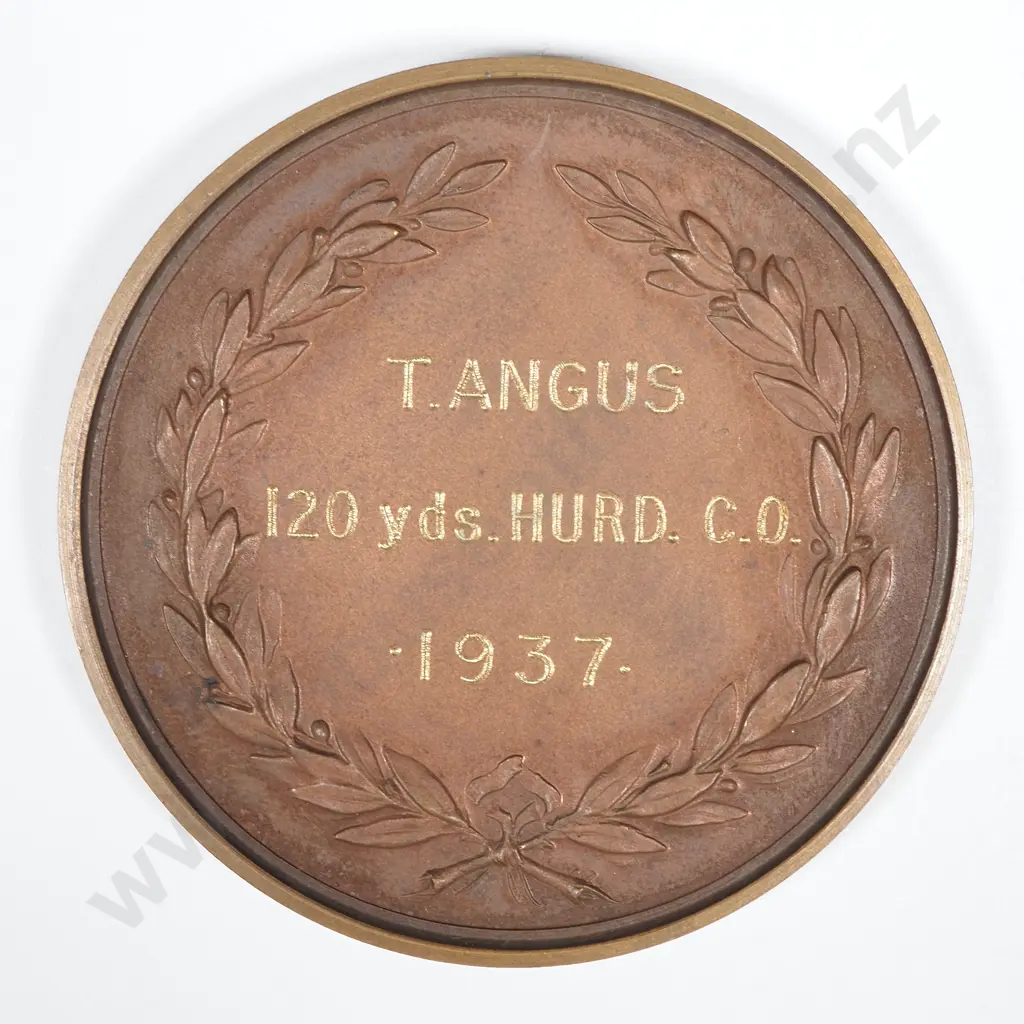 T. ANGUS
120 yds. HURD. C.O.
·1937·